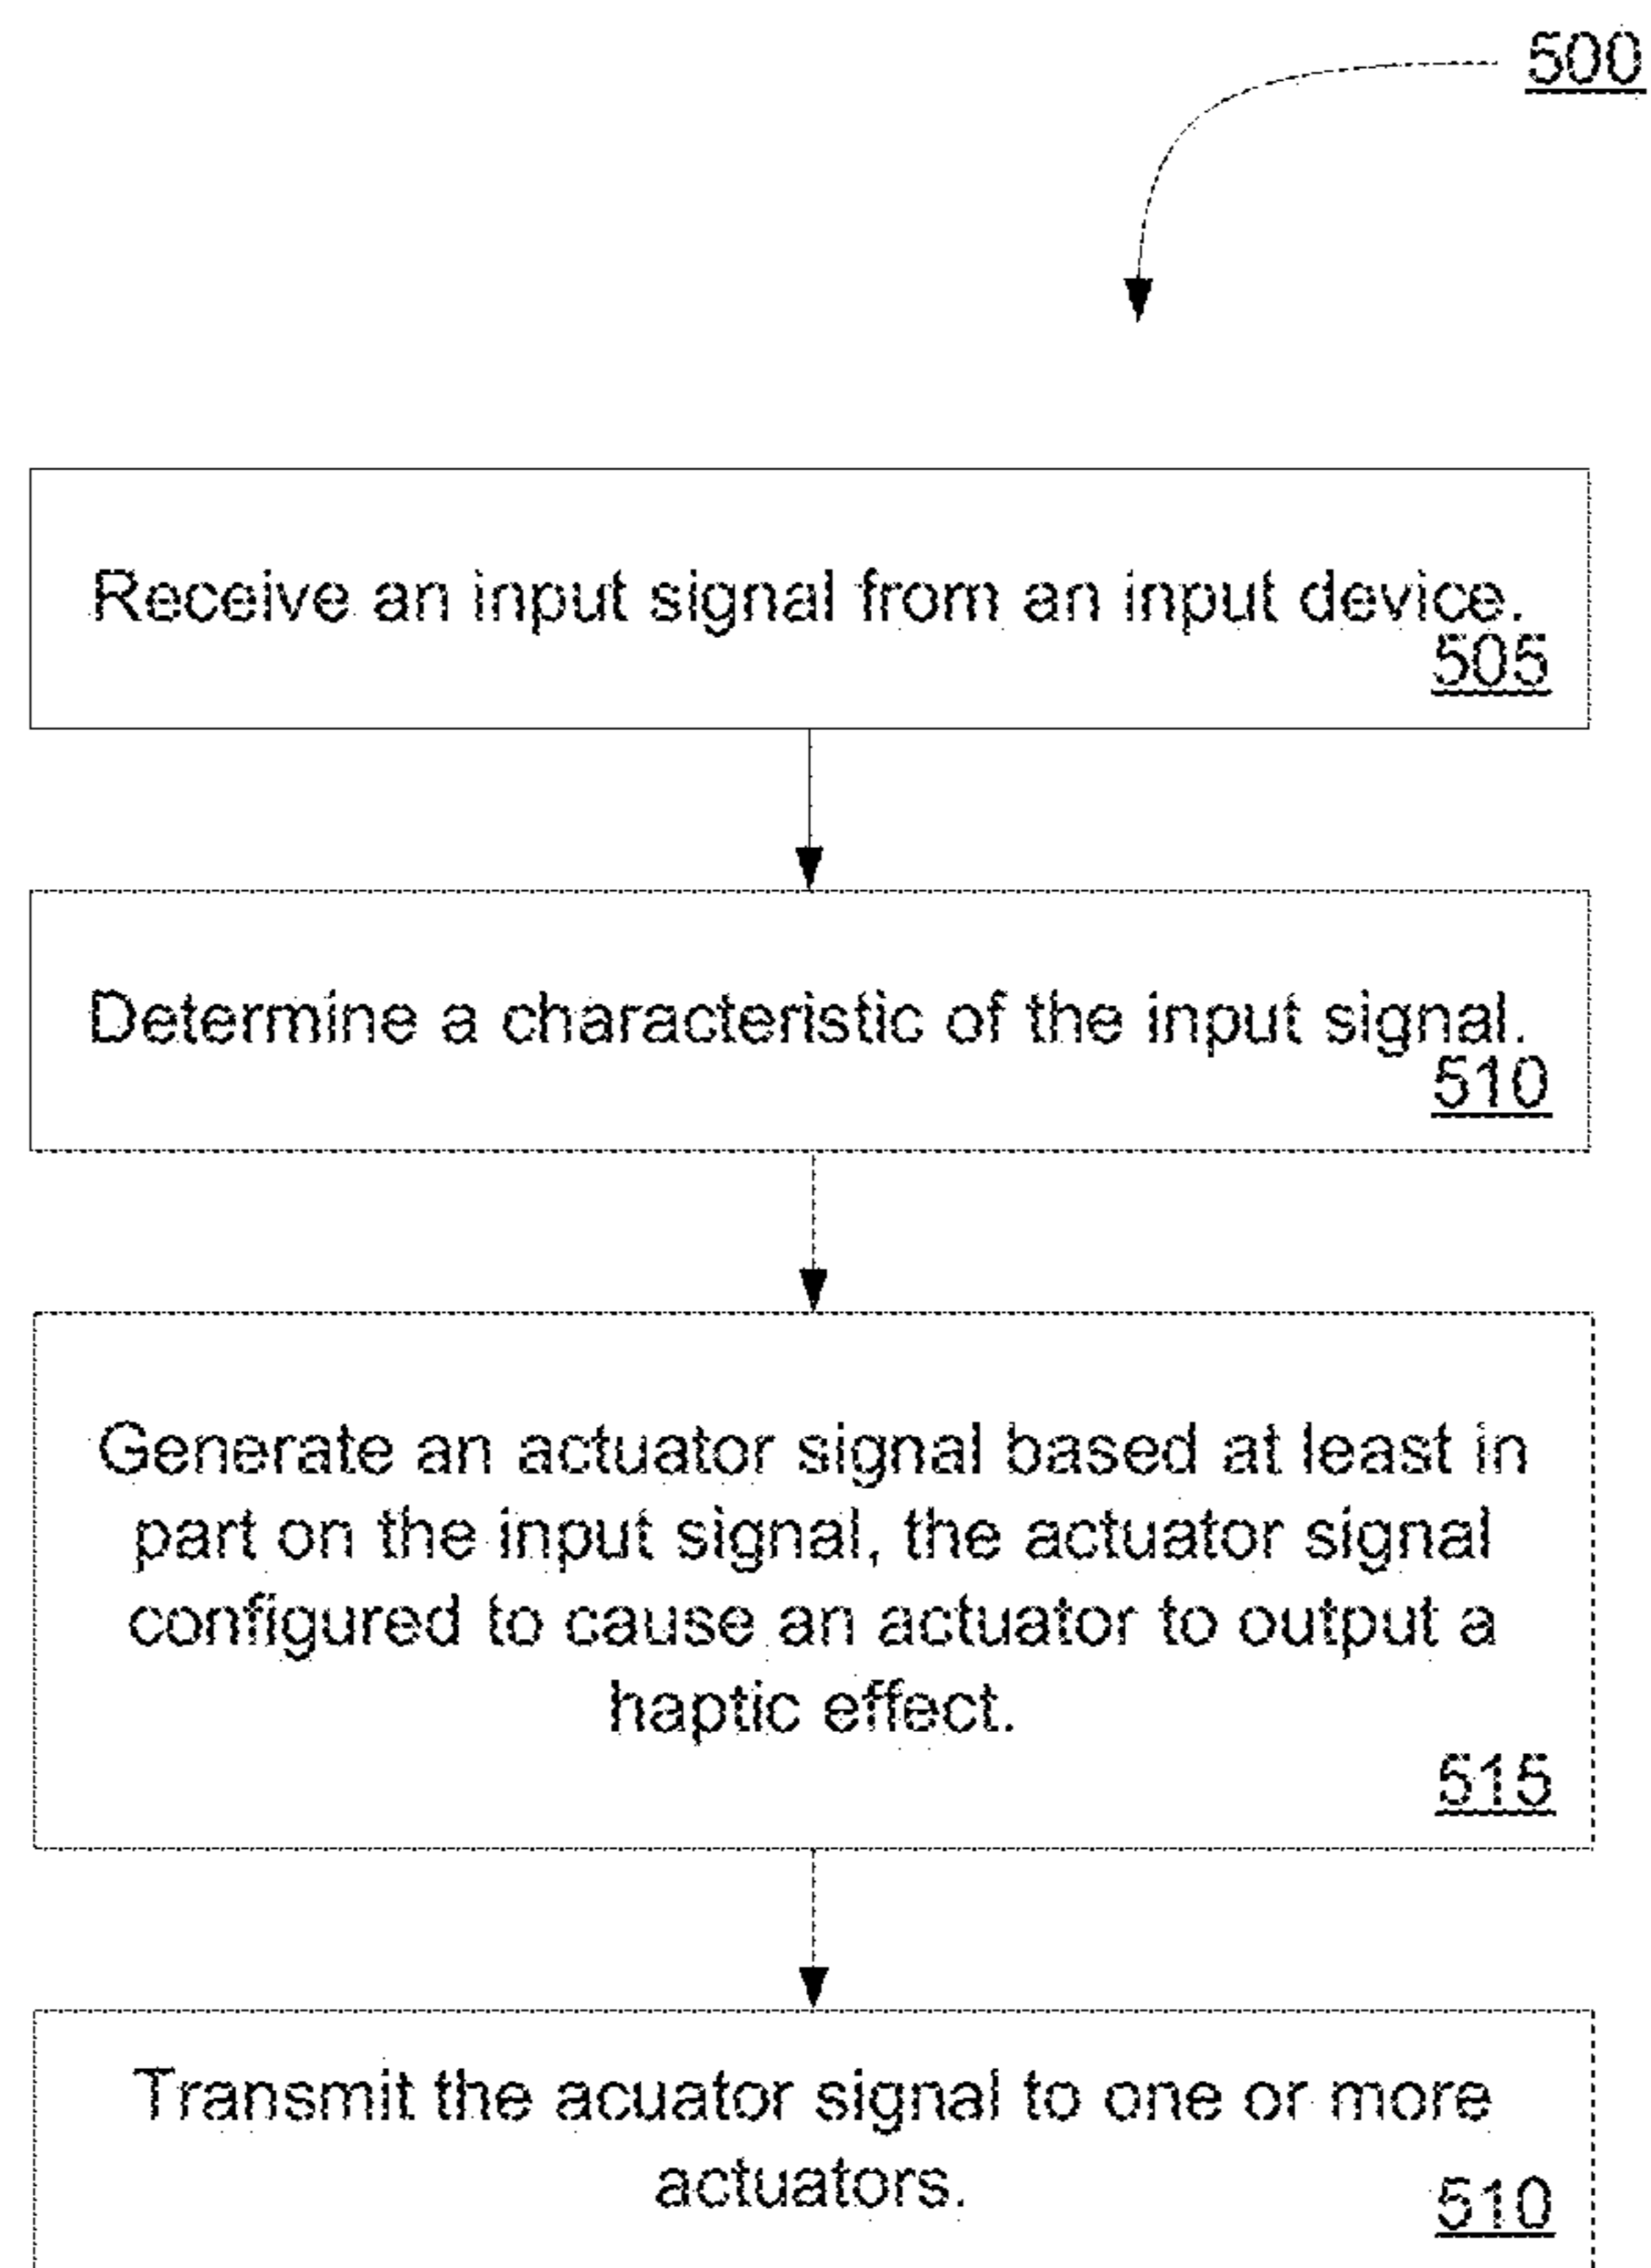 500
Receive an input signal from an input device.
505
Determine a characteristic of the input signal.
510
Generate an actuator signal based at least in
part on the input signal, the actuator signal
configured to cause an actuator to output a
haptic effect.
515
Transmit the acuator signal to one or more
actuators.
510